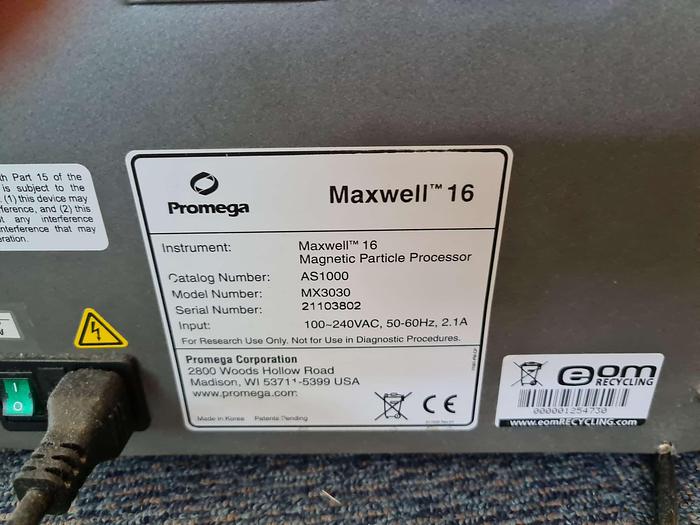 th Part 15 of the
is subject to the
(1) this device may
ference, and (2) this
any interference
interference that may
eration.
Promega
Maxwell™ 16
Instrument: Maxwell™ 16
Magnetic Particle Processor
Catalog Number: AS1000
Model Number: MX3030
Serial Number: 21103802
Input: 100~240VAC, 50-60Hz, 2.1A
For Research Use Only. Not for Use in Diagnostic Procedures.
Promega Corporation
2800 Woods Hollow Road
Madison, WI 53711-5399 USA
www.promega.com
Made in Korea Patents Pending
CE
eom
RECYCLING
000001254730
www.eomRECYCLING.com
I
O